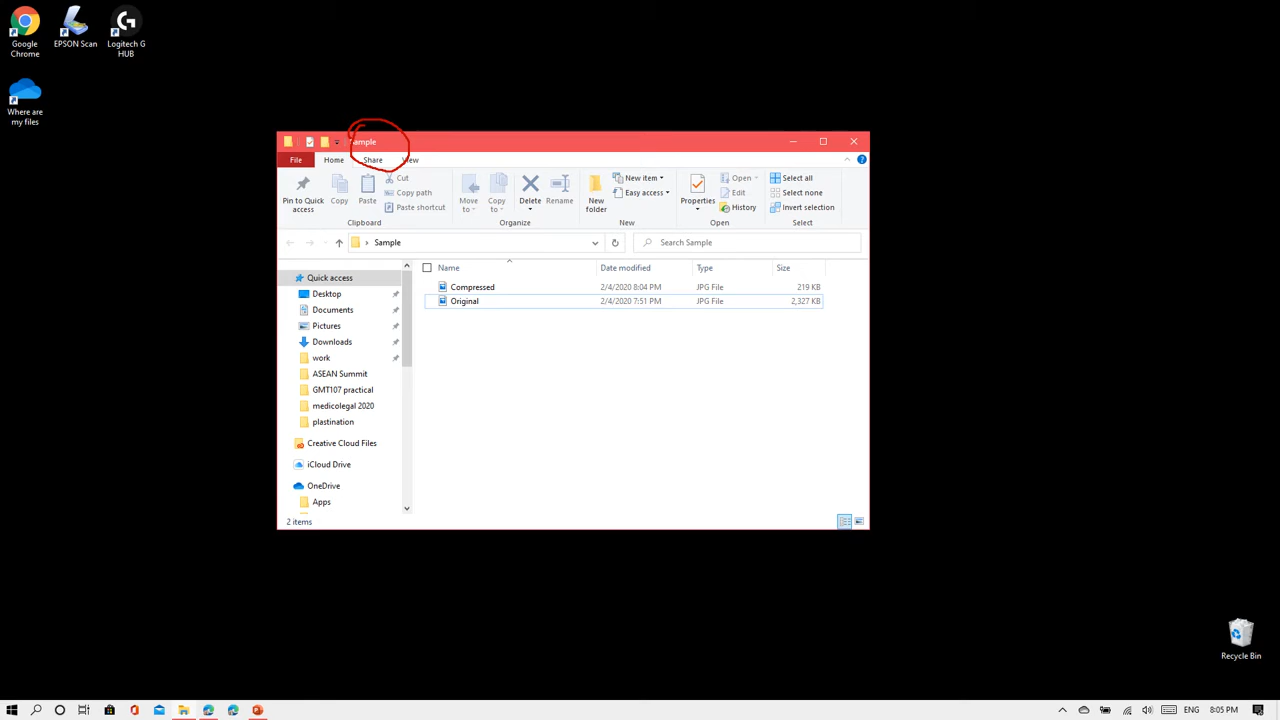 Google
Chrome
EPSON Scan
Logitech G
HUB
Where are
my files
Sample
File Home Share View
Pin to Quick
access
Copy
Paste
Cut
Copy path
Paste shortcut
Clipboard
Move
to
Copy
to
Delete
Rename
Organize
New
folder
New item
Easy access
New
Properties
Open
Edit
History
Open
Select all
Select none
Invert selection
Select
Sample
Search Sample
Quick access
Desktop
Documents
Pictures
Downloads
work
ASEAN Summit
GMT107 practical
medicolegal 2020
plastination
Creative Cloud Files
iCloud Drive
OneDrive
Apps
Name Date modified Type Size
Compressed 2/4/2020 8:04 PM JPG File 219 KB
Original 2/4/2020 7:51 PM JPG File 2,327 KB
2 items
Recycle Bin
ENG 8:05 PM